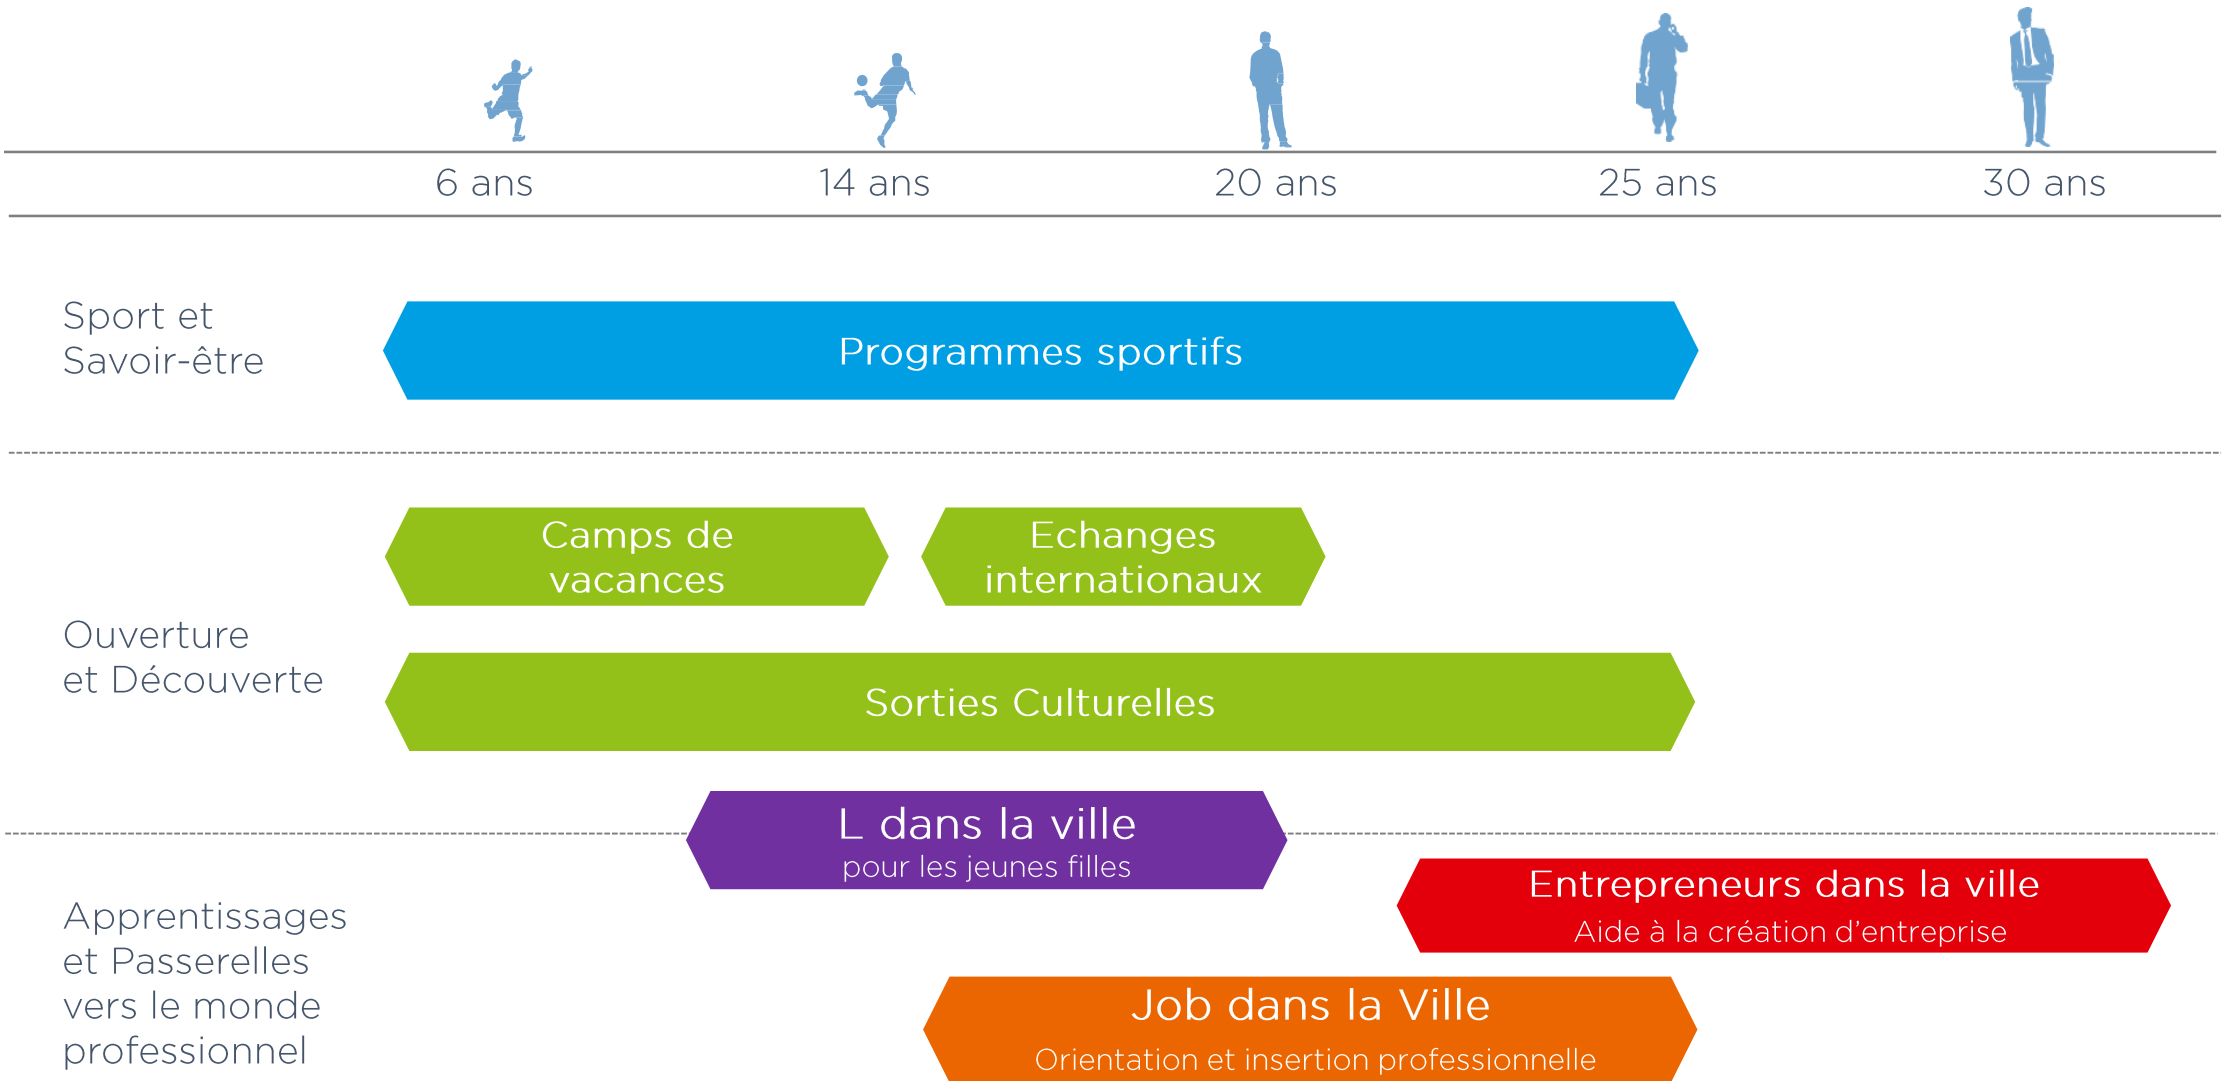 6 ans
14 ans
20 ans
25 ans
30 ans
Sport et
Savoir-être
Programmes sportifs
Ouverture
et Découverte
Camps de
vacances
Echanges
internationaux
Sorties Culturelles
L dans la ville
pour les jeunes filles
Apprentissages
et Passerelles
vers le monde
professionnel
Entrepreneurs dans la ville
Aide à la création d’entreprise
Job dans la Ville
Orientation et insertion professionnelle